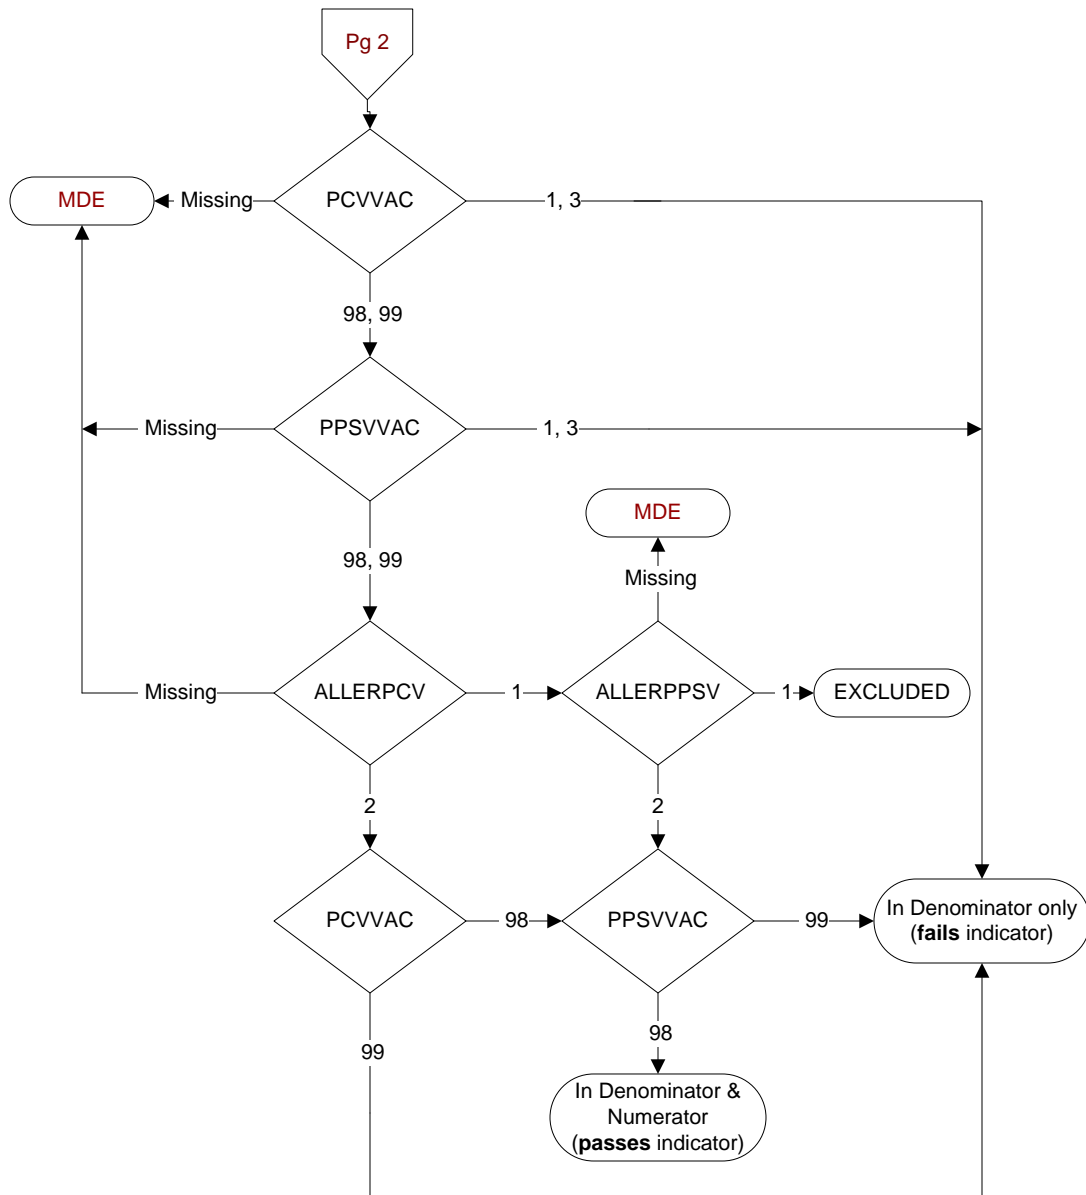 Pg 2
MDE
Missing
PCVVAC
1, 3
98, 99
Missing
PPSVVAC
1, 3
MDE
98, 99
Missing
Missing
ALLERPCV
1
ALLERPPSV
1
EXCLUDED
2
2
PCVVAC
98
PPSVVAC
99
In Denominator only
(fails indicator)
99
98
In Denominator &
Numerator
(passes indicator)